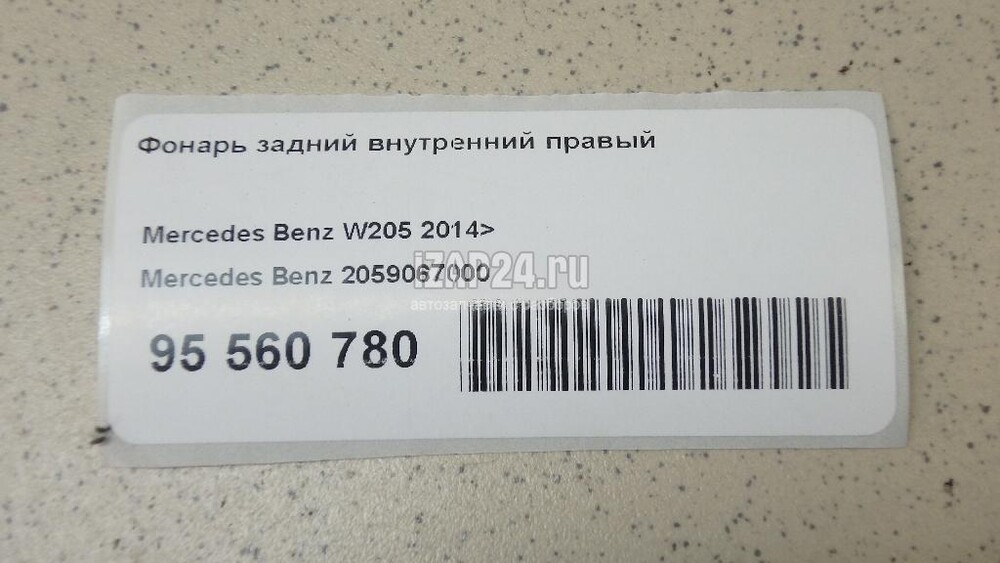 Фонарь задний внутренний правый
Mercedes Benz W205 2014>
Mercedes Benz 2059067000
iZAP24.ru
95 560 780